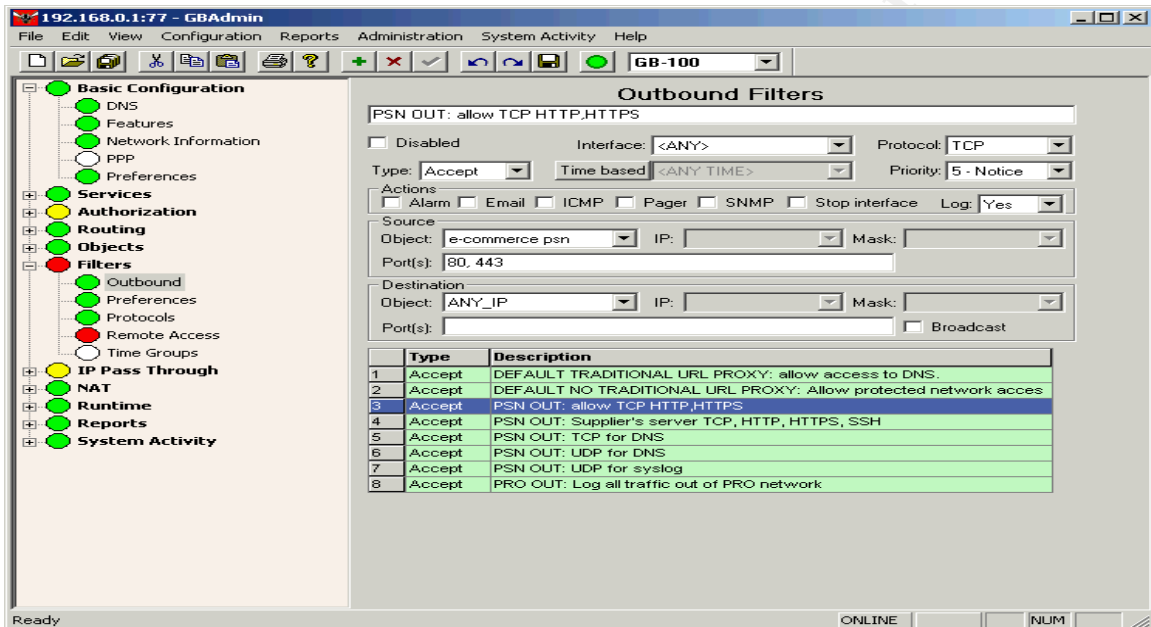 192.168.0.1:77 - GBAdmin
File Edit View Configuration Reports Administration System Activity Help
GB-100
Basic Configuration
DNS
Features
Network Information
PPP
Preferences
Services
Authorization
Routing
Objects
Filters
Outbound
Preferences
Protocols
Remote Access
Time Groups
IP Pass Through
NAT
Runtime
Reports
System Activity
Outbound Filters
PSN OUT: allow TCP HTTP,HTTPS
Disabled Interface: <ANY> Protocol: TCP
Type: Accept Time based <ANY TIME> Priority: 5 - Notice
Actions
Alarm Email ICMP Pager SNMP Stop interface Log: Yes
Source
Object: e-commerce psn IP: Mask:
Port(s): 80, 443
Destination
Object: ANY_IP IP: Mask:
Port(s): Broadcast
Type Description
1 Accept DEFAULT TRADITIONAL URL PROXY: allow access to DNS.
2 Accept DEFAULT NO TRADITIONAL URL PROXY: Allow protected network acces
3 Accept PSN OUT: allow TCP HTTP,HTTPS
4 Accept PSN OUT: Supplier's server TCP, HTTP, HTTPS, SSH
5 Accept PSN OUT: TCP for DNS
6 Accept PSN OUT: UDP for DNS
7 Accept PSN OUT: UDP for syslog
8 Accept PRO OUT: Log all traffic out of PRO network
Ready ONLINE NUM